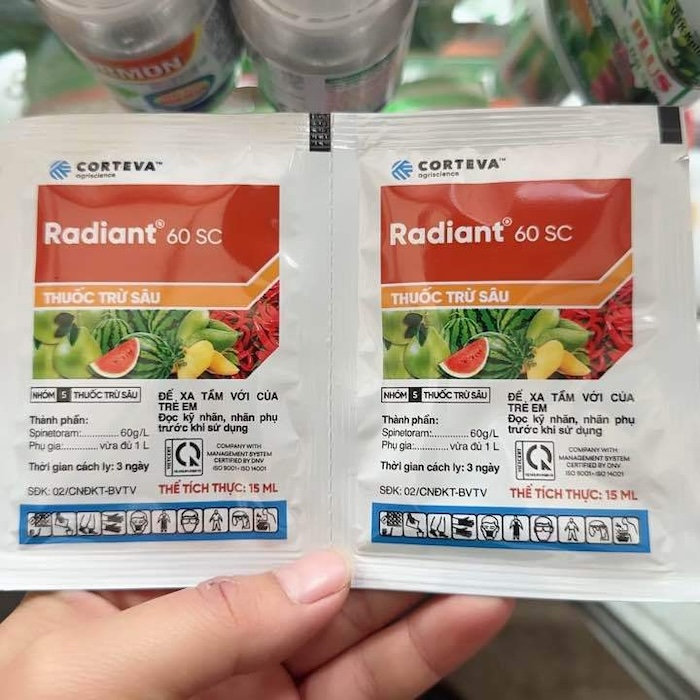 RMON
PLUS
CORTEVA™
agriscience
Radiant® 60 SC
THUỐC TRỪ SÂU
NHÓM 5 THUỐC TRỪ SÂU
Thành phần:
Spinetoram:............60g/L
Phụ gia:............vừa đủ 1 L
Thời gian cách ly: 3 ngày
SĐK: 02/CNĐKT-BVTV
ĐỂ XA TẦM VỚI CỦA
TRẺ EM
Đọc kỹ nhãn, nhãn phụ
trước khi sử dụng
COMPANY WITH
MANAGEMENT SYSTEM
CERTIFIED BY DNV
ISO 9001 • ISO 14001
THỂ TÍCH THỰC: 15 ML
CORTEVA™
agriscience
Radiant® 60 SC
THUỐC TRỪ SÂU
NHÓM 5 THUỐC TRỪ SÂU
Thành phần:
Spinetoram:............60g/L
Phụ gia:............vừa đủ 1 L
Thời gian cách ly: 3 ngày
SĐK: 02/CNĐKT-BVTV
ĐỂ XA TẦM VỚI CỦA
TRẺ EM
Đọc kỹ nhãn, nhãn phụ
trước khi sử dụng
COMPANY WITH
MANAGEMENT SYSTEM
CERTIFIED BY DNV
ISO 9001 • ISO 14001
THỂ TÍCH THỰC: 15 ML